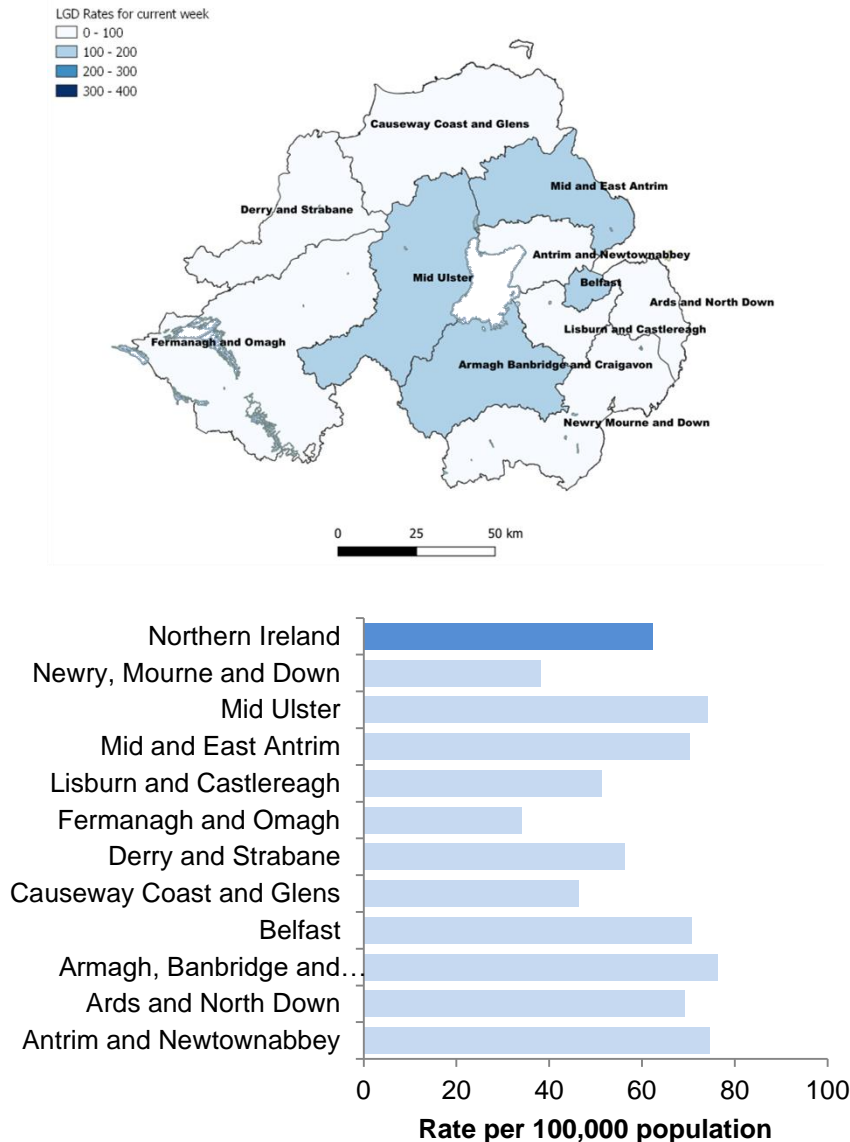 LGD Rates for current week
0 - 100
100 - 200
200 - 300
300 - 400
Causeway Coast and Glens
Mid and East Antrim
Derry and Strabane
Antrim and Newtownabbey
Mid Ulster
Belfast
Ards and North Down
Lisburn and Castlereagh
Fermanagh and Omagh
Armagh Banbridge and Craigavon
Newry Mourne and Down
0 25 50 km
Northern Ireland
Newry, Mourne and Down
Mid Ulster
Mid and East Antrim
Lisburn and Castlereagh
Fermanagh and Omagh
Derry and Strabane
Causeway Coast and Glens
Belfast
Armagh, Banbridge and…
Ards and North Down
Antrim and Newtownabbey
0 20 40 60 80 100
Rate per 100,000 population